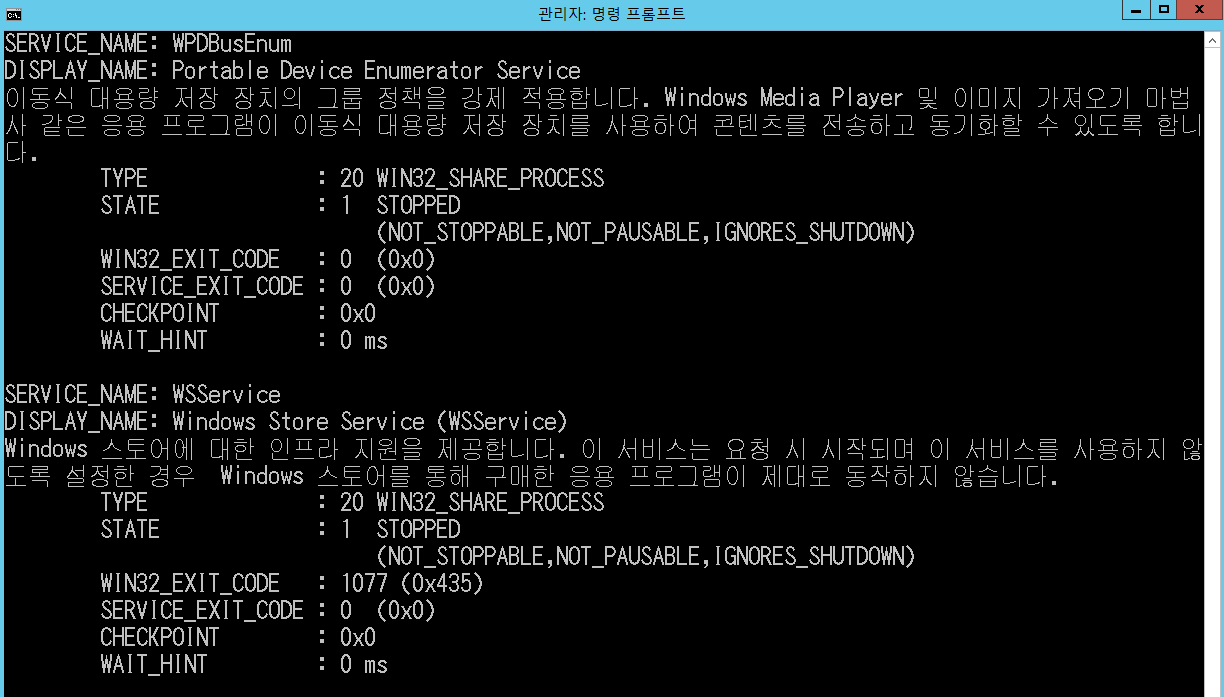 관리자: 명령 프롬프트
SERVICE_NAME: WPDBusEnum
DISPLAY_NAME: Portable Device Enumerator Service
이동식 대용량 저장 장치의 그룹 정책을 강제 적용합니다. Windows Media Player 및 이미지 가져오기 마법
사 같은 응용 프로그램이 이동식 대용량 저장 장치를 사용하여 콘텐츠를 전송하고 동기화할 수 있도록 합니
다.
TYPE : 20 WIN32_SHARE_PROCESS
STATE : 1 STOPPED
(NOT_STOPPABLE,NOT_PAUSABLE,IGNORES_SHUTDOWN)
WIN32_EXIT_CODE : 0 (0x0)
SERVICE_EXIT_CODE : 0 (0x0)
CHECKPOINT : 0x0
WAIT_HINT : 0 ms
SERVICE_NAME: WSService
DISPLAY_NAME: Windows Store Service (WSService)
Windows 스토어에 대한 인프라 지원을 제공합니다. 이 서비스는 요청 시 시작되며 이 서비스를 사용하지 않
도록 설정한 경우 Windows 스토어를 통해 구매한 응용 프로그램이 제대로 동작하지 않습니다.
TYPE : 20 WIN32_SHARE_PROCESS
STATE : 1 STOPPED
(NOT_STOPPABLE,NOT_PAUSABLE,IGNORES_SHUTDOWN)
WIN32_EXIT_CODE : 1077 (0x435)
SERVICE_EXIT_CODE : 0 (0x0)
CHECKPOINT : 0x0
WAIT_HINT : 0 ms